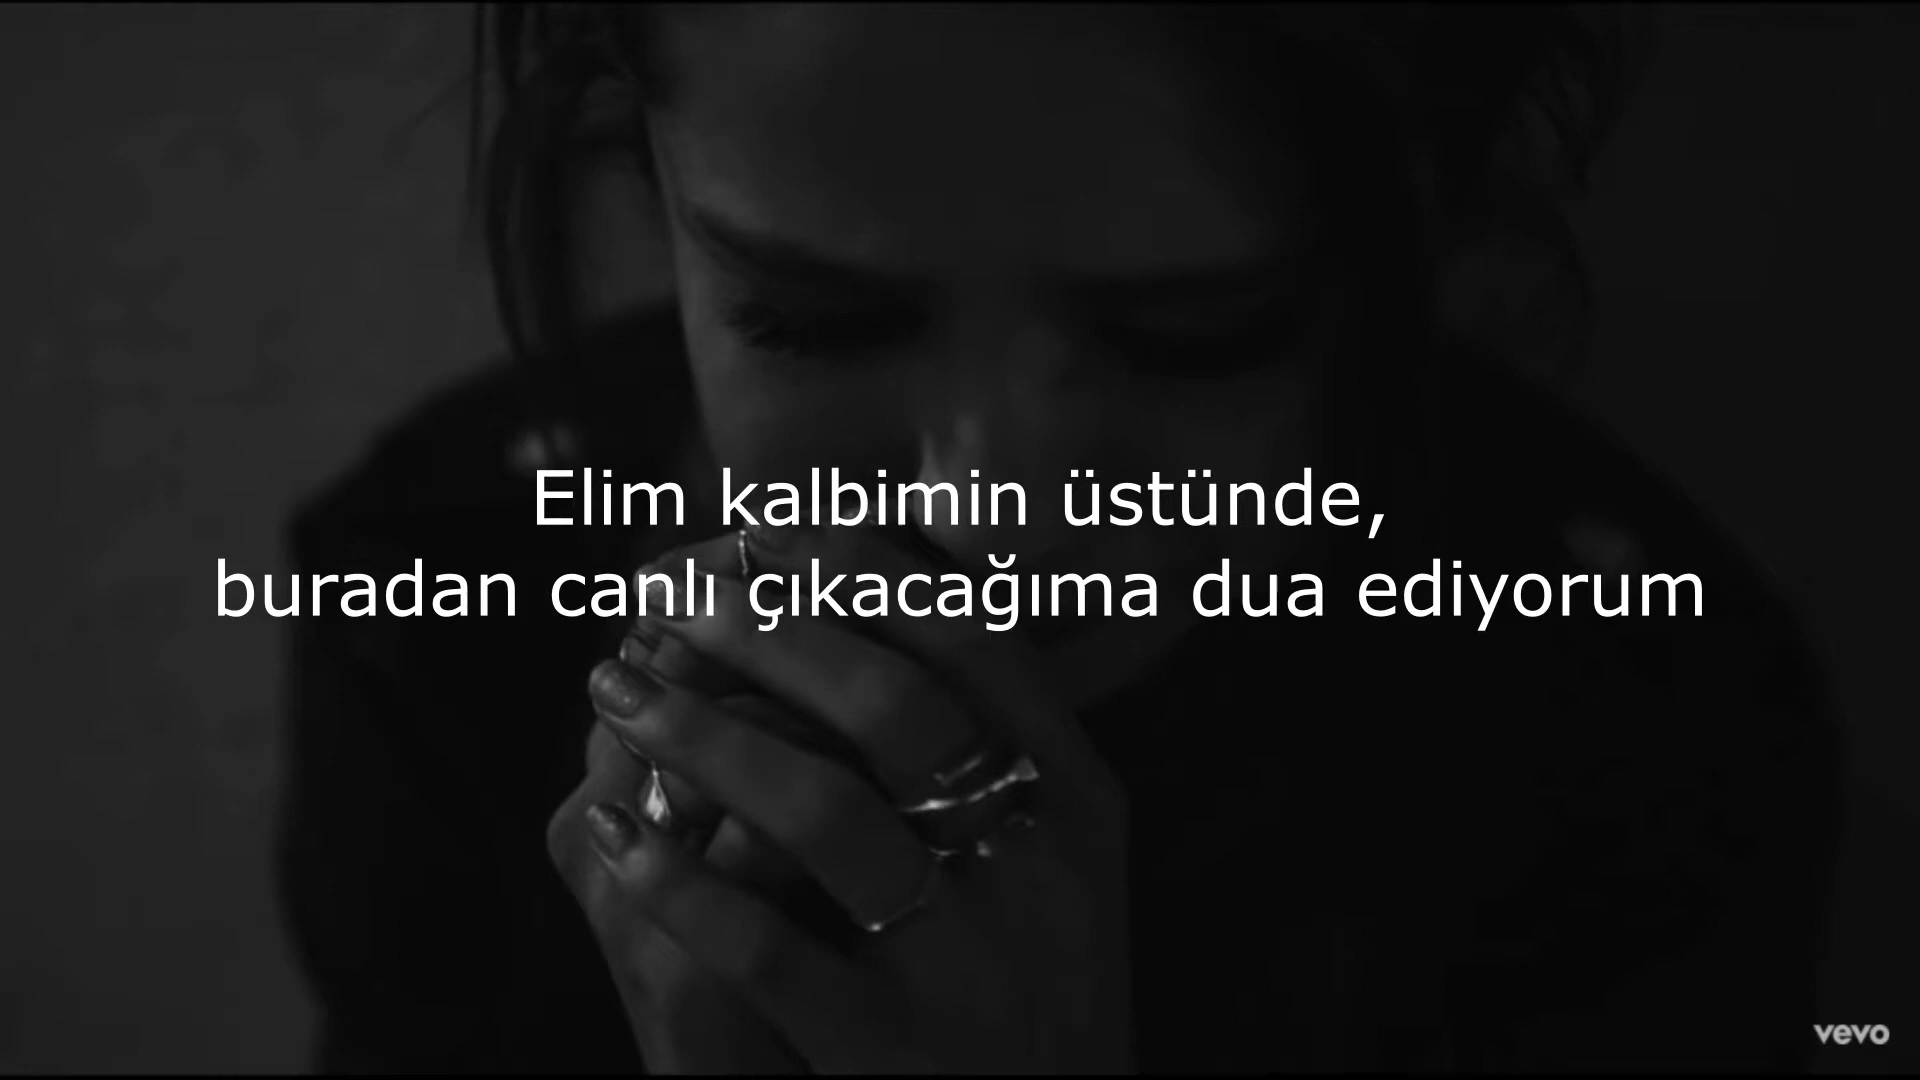 Elim kalbimin üstünde,
buradan canlı çıkacağıma dua ediyorum
vevo